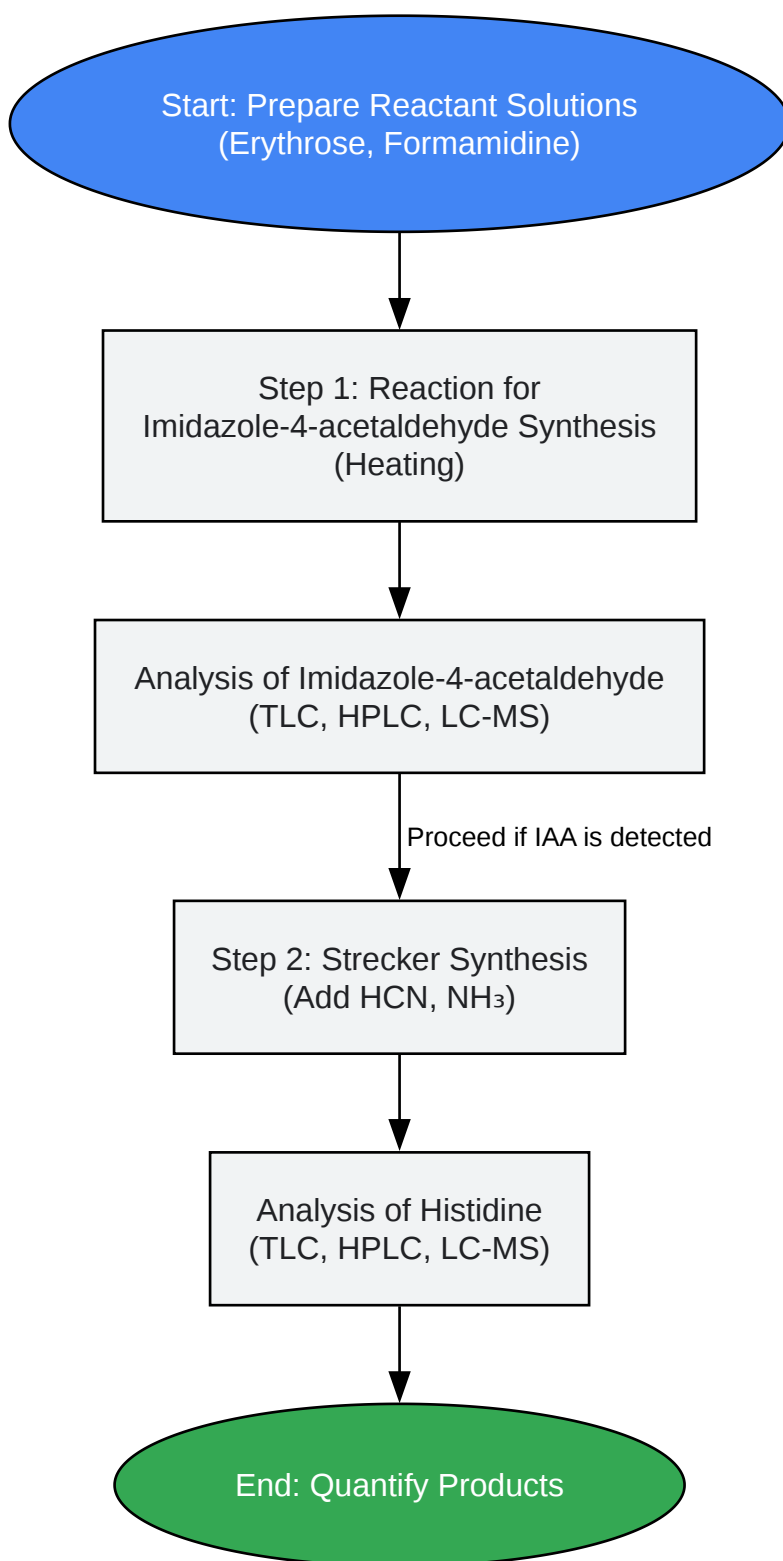 Start: Prepare Reactant Solutions
(Erythrose, Formamidine)
Step 1: Reaction for
Imidazole-4-acetaldehyde Synthesis
(Heating)
Analysis of Imidazole-4-acetaldehyde
(TLC, HPLC, LC-MS)
Proceed if IAA is detected
Step 2: Strecker Synthesis
(Add HCN, NH₃)
Analysis of Histidine
(TLC, HPLC, LC-MS)
End: Quantify Products